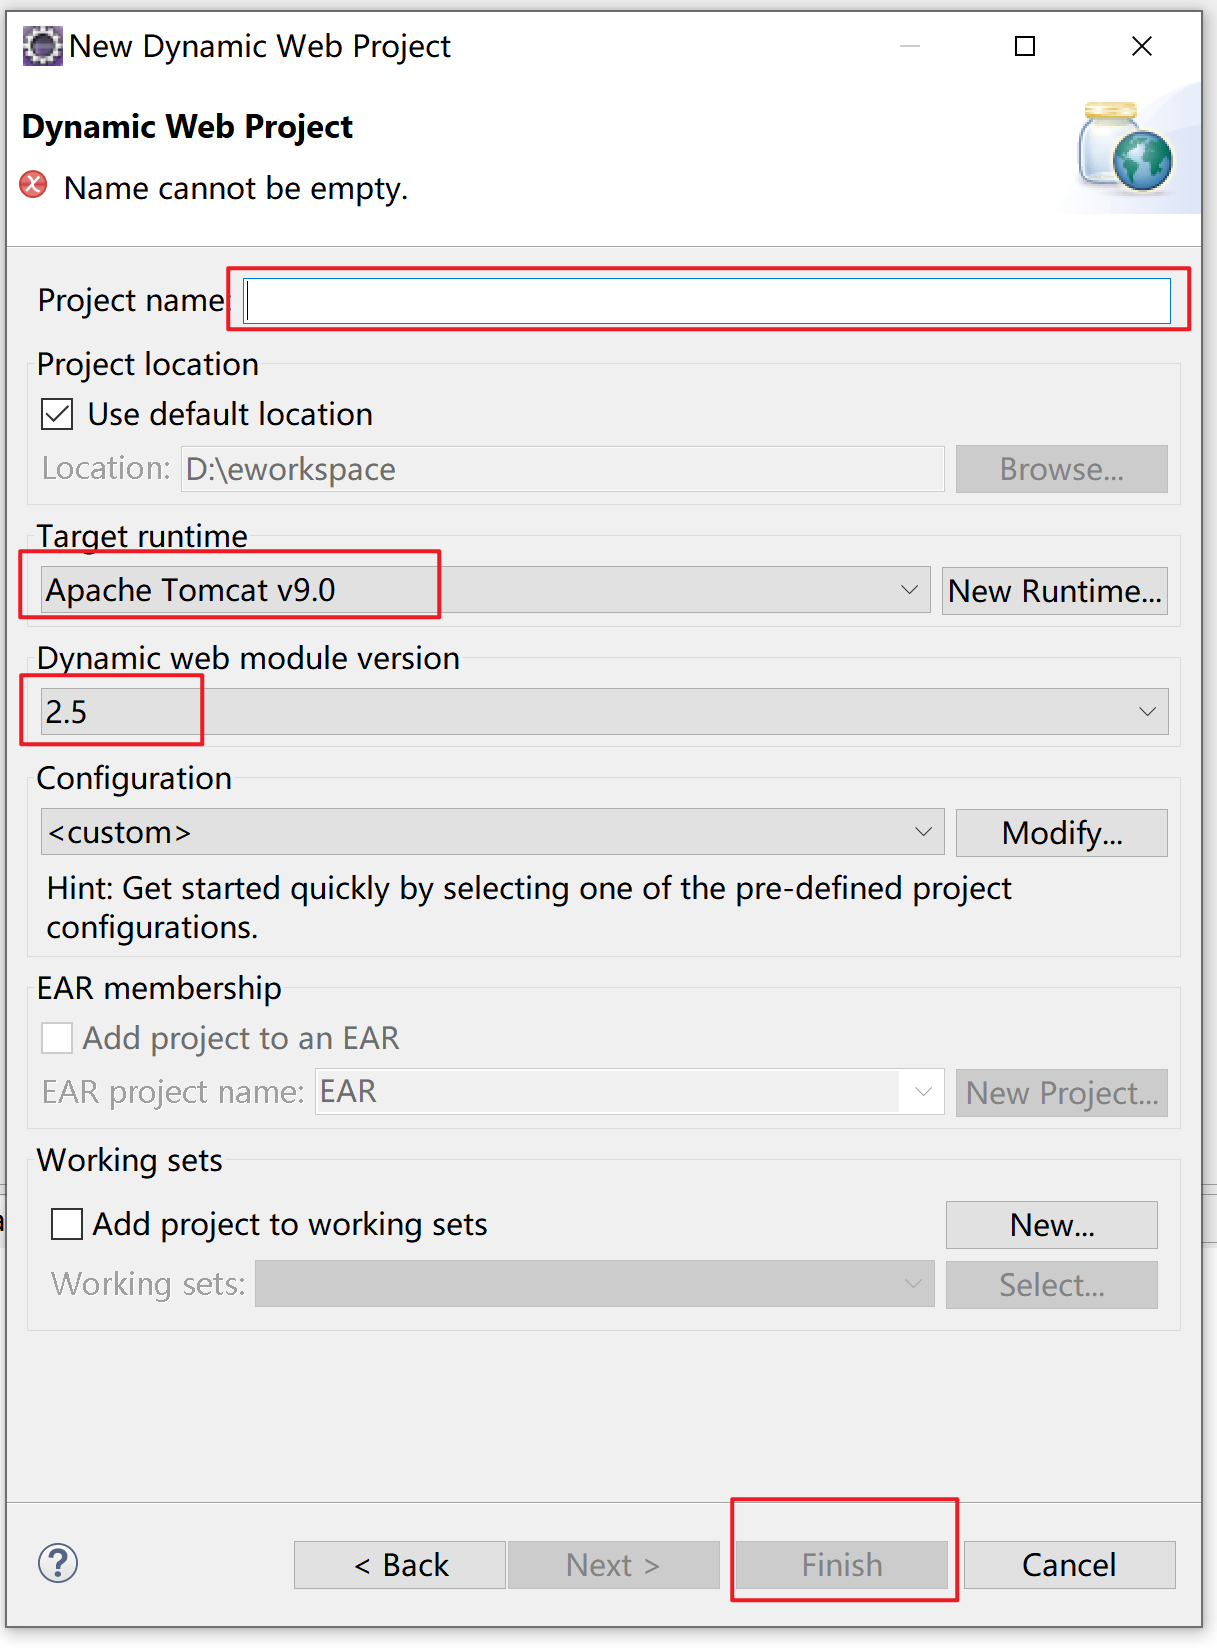 New Dynamic Web Project
Dynamic Web Project
Name cannot be empty.
Project name:
Project location
Use default location
Location: D:\eworkspace Browse...
Target runtime
Apache Tomcat v9.0 New Runtime...
Dynamic web module version
2.5
Configuration
<custom> Modify...
Hint: Get started quickly by selecting one of the pre-defined project
configurations.
EAR membership
Add project to an EAR
EAR project name: EAR New Project...
Working sets
Add project to working sets New...
Working sets: Select...
? < Back Next > Finish Cancel